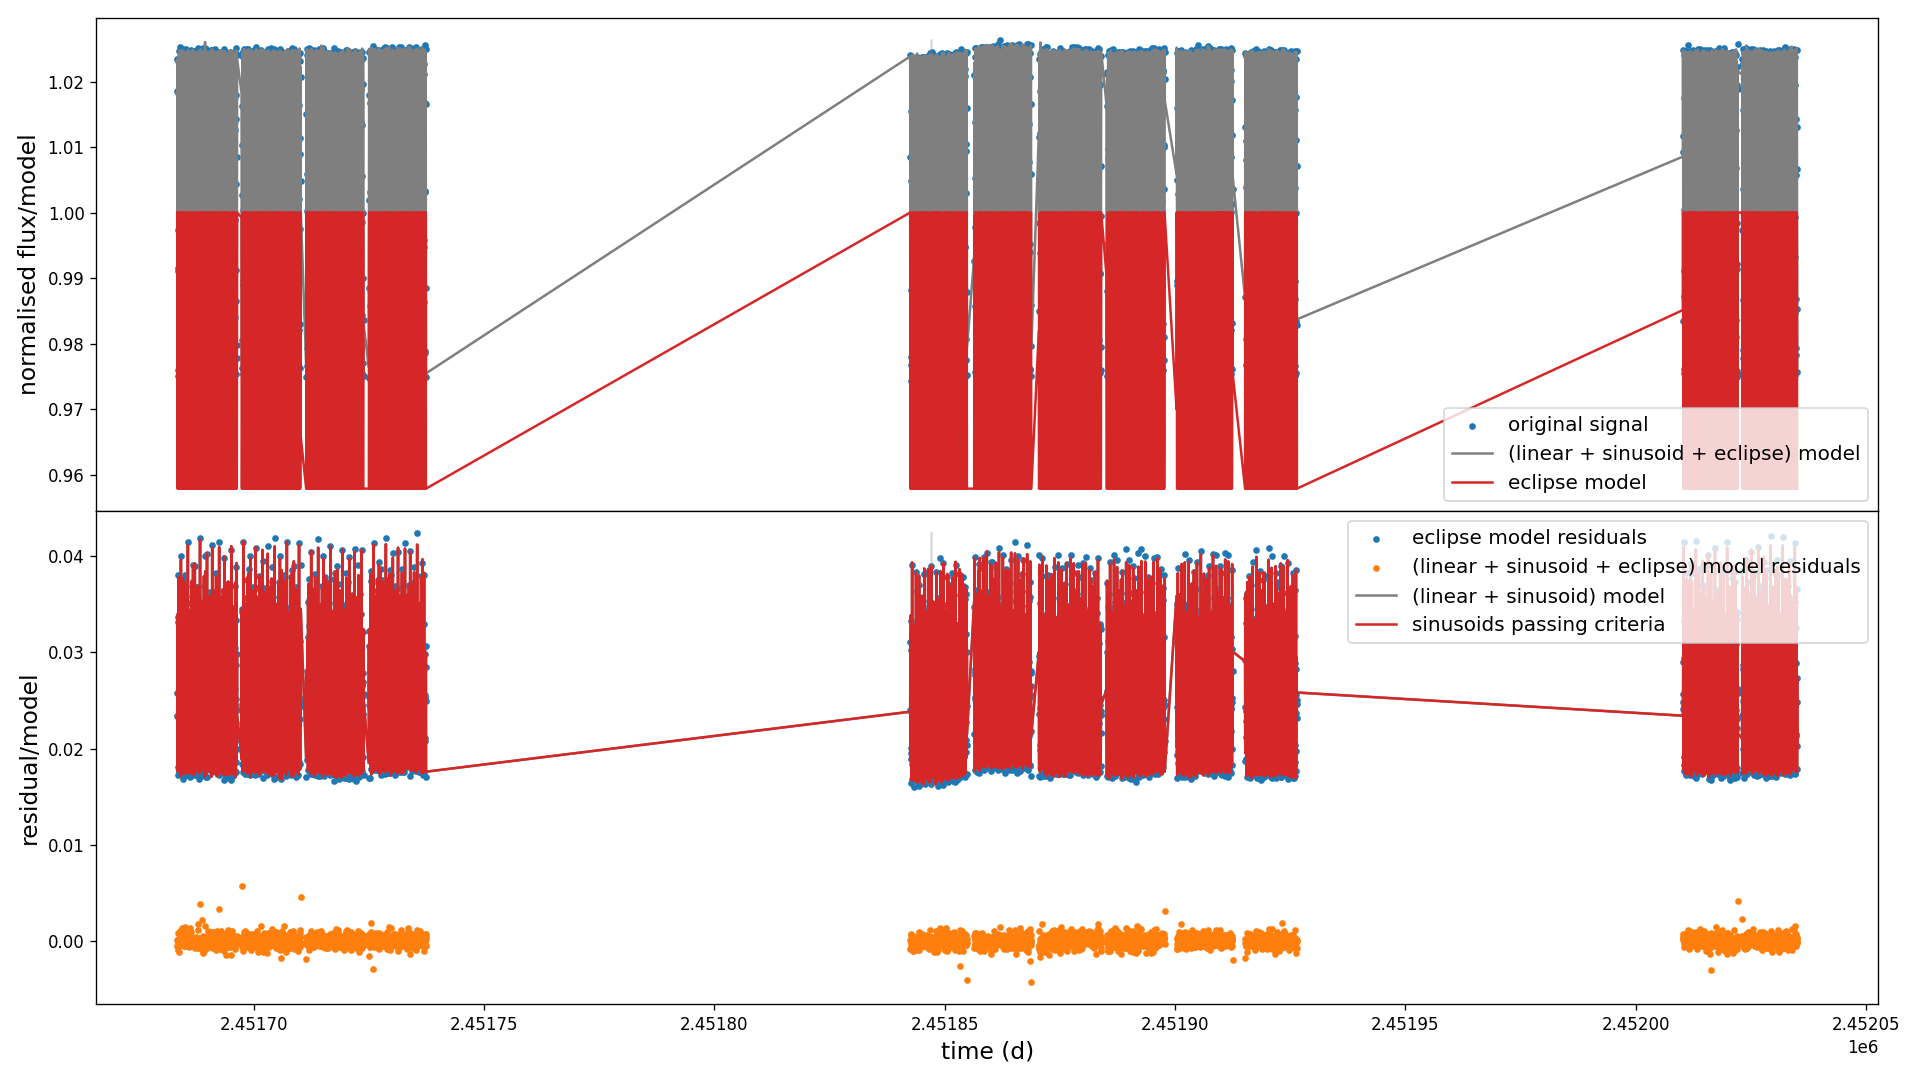 normalised flux/model
1.02
1.01
1.00
0.99
0.98
0.97
0.96
original signal
(linear + sinusoid + eclipse) model
eclipse model
residual/model
0.04
0.03
0.02
0.01
0.00
eclipse model residuals
(linear + sinusoid + eclipse) model residuals
(linear + sinusoid) model
sinusoids passing criteria
2.45170
2.45175
2.45180
2.45185
2.45190
2.45195
2.45200
2.45205
time (d)
1e6